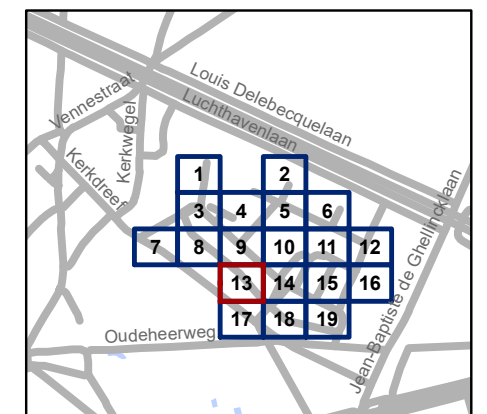 Louis Delebecquelaan
Luchthavenlaan
Vennestraat
Kerkwegel
Kerkdreef
1 2
3 4 5 6
7 8 9 10 11 12
13 14 15 16
17 18 19
Oudeheerweg
Jean-Baptiste de Ghellincklaan